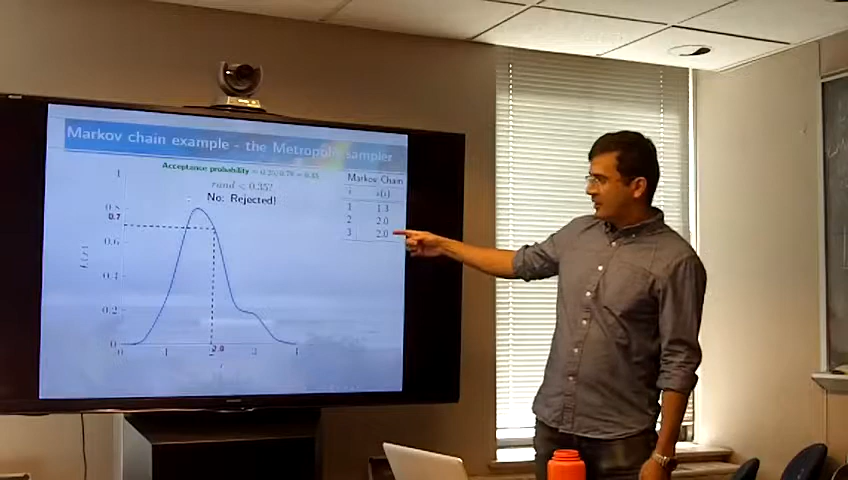 Markov chain example - the Metropolis sampler
Acceptance probability = 0.25/0.70 = 0.35
rand < 0.35?
No: Rejected!
Markov Chain
i x(i)
1 1.3
2 2.0
3 2.0
1
0.8
0.7
0.6
0.4
0.2
0
0 1 2.0 3 4